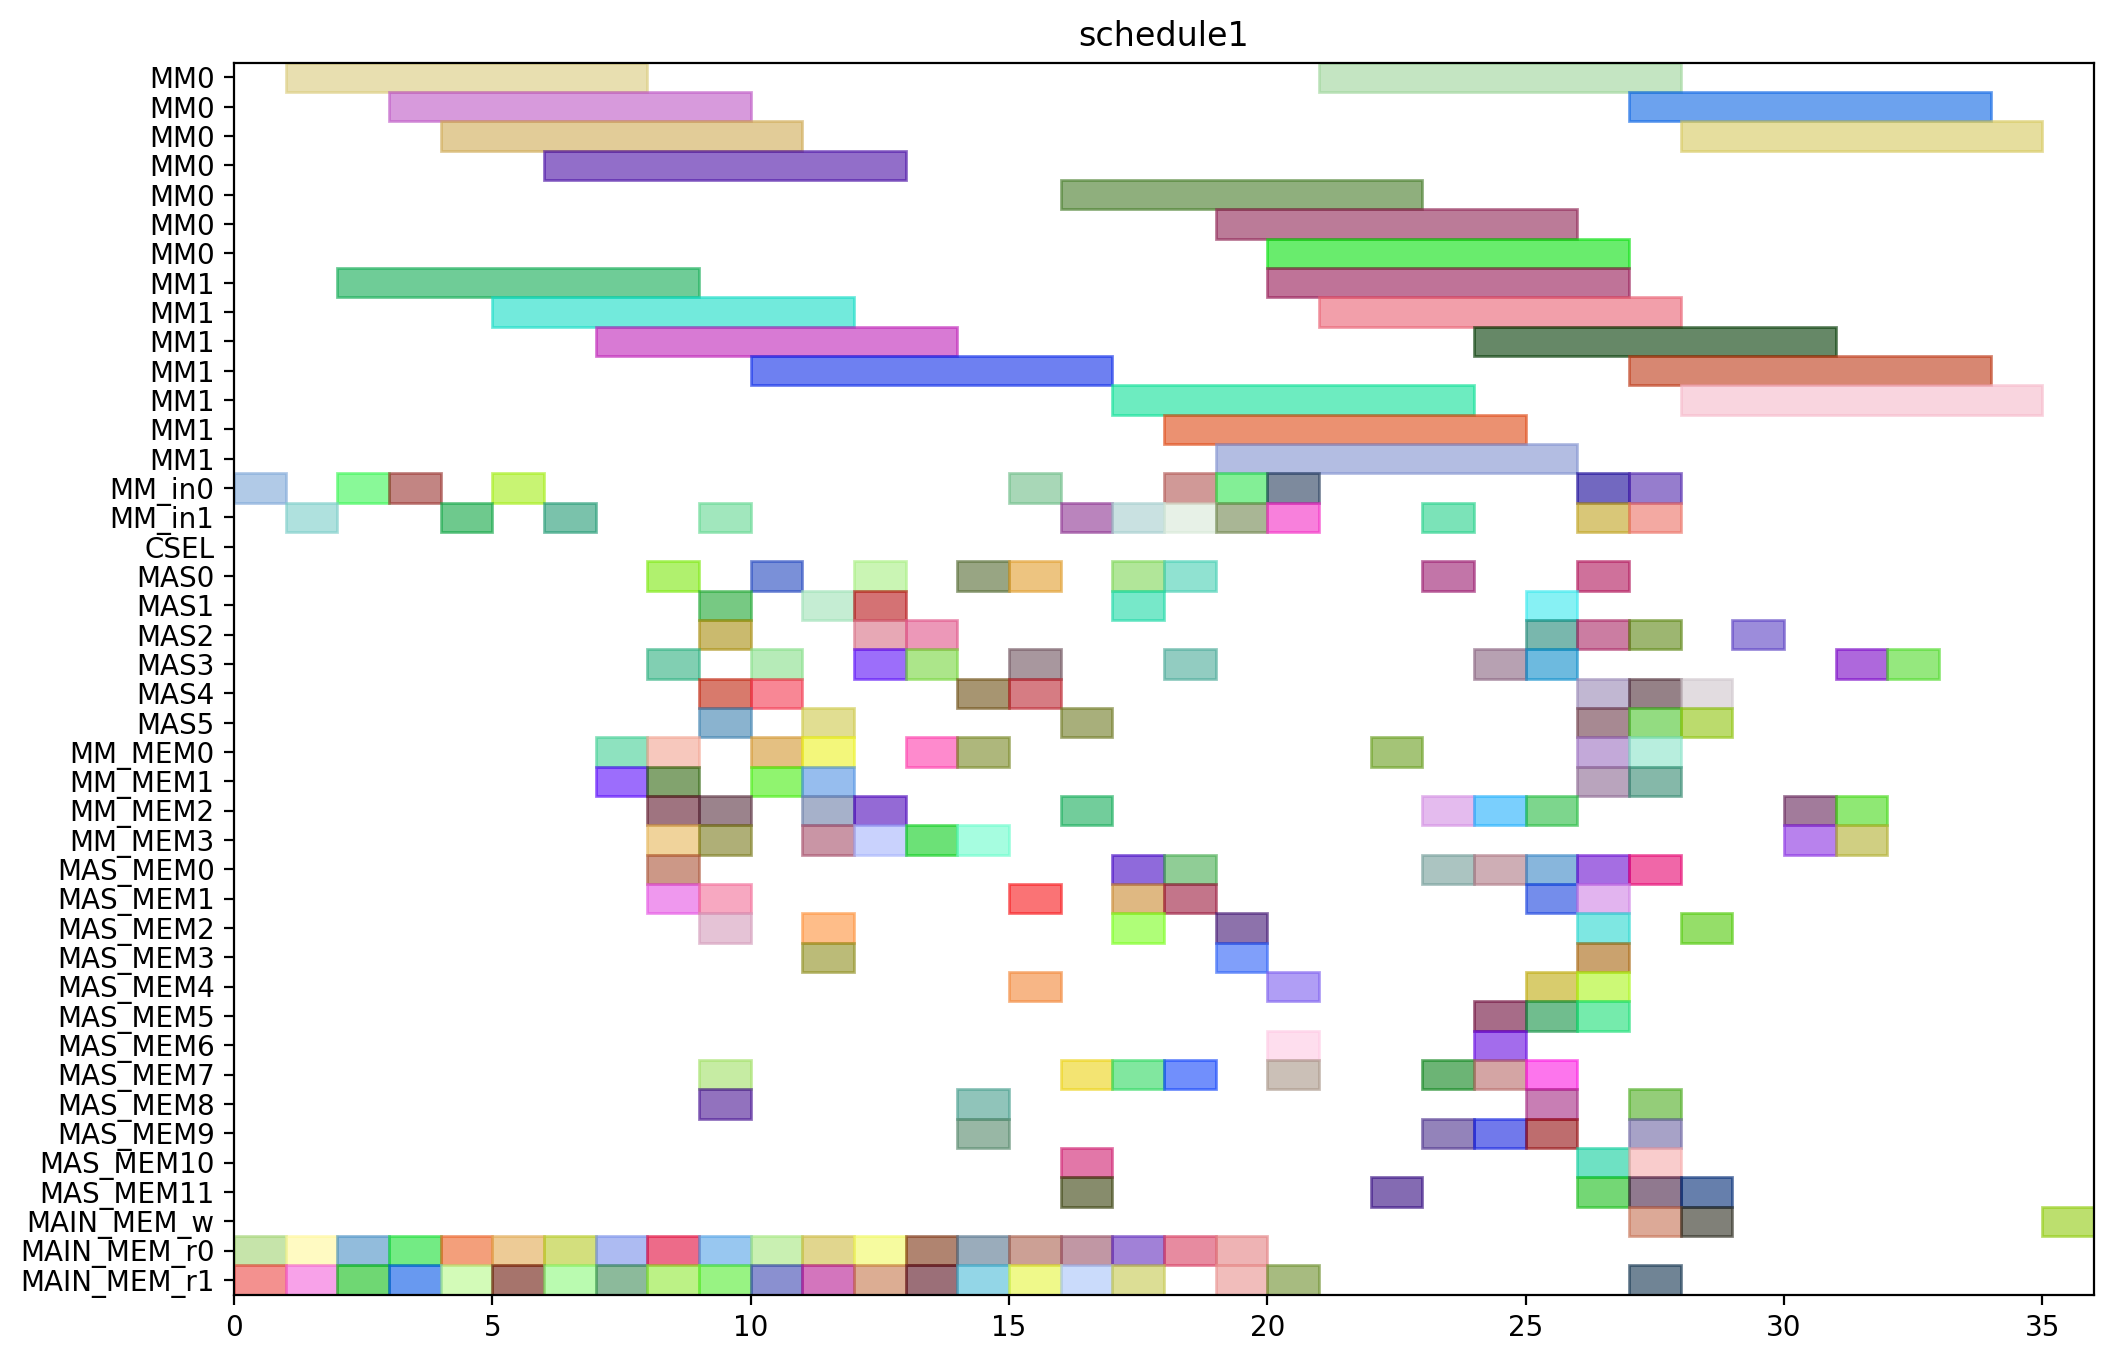 schedule1
MM0
MM0
MM0
MM0
MM0
MM0
MM0
MM1
MM1
MM1
MM1
MM1
MM1
MM1
MM_in0
MM_in1
CSEL
MAS0
MAS1
MAS2
MAS3
MAS4
MAS5
MM_MEM0
MM_MEM1
MM_MEM2
MM_MEM3
MAS_MEM0
MAS_MEM1
MAS_MEM2
MAS_MEM3
MAS_MEM4
MAS_MEM5
MAS_MEM6
MAS_MEM7
MAS_MEM8
MAS_MEM9
MAS_MEM10
MAS_MEM11
MAIN_MEM_w
MAIN_MEM_r0
MAIN_MEM_r1
0 5 10 15 20 25 30 35